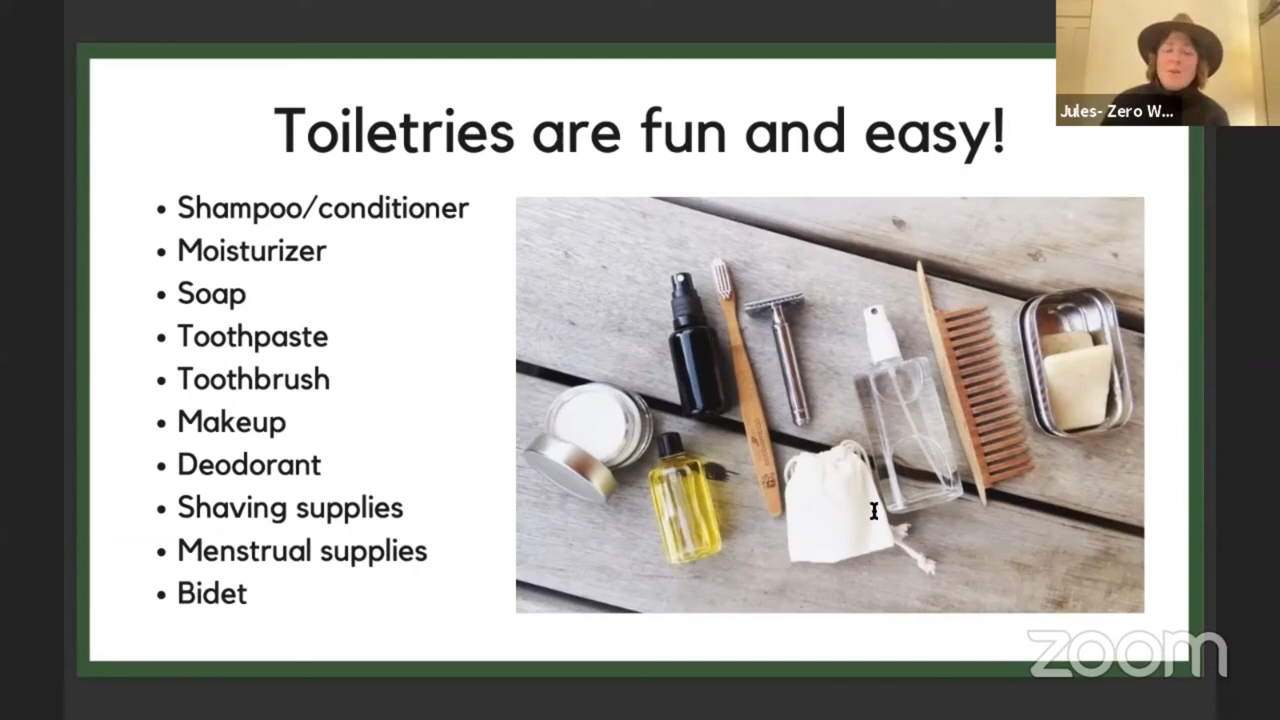 Toiletries are fun and easy!
Jules- Zero W...
• Shampoo/conditioner
• Moisturizer
• Soap
• Toothpaste
• Toothbrush
• Makeup
• Deodorant
• Shaving supplies
• Menstrual supplies
• Bidet
zoom